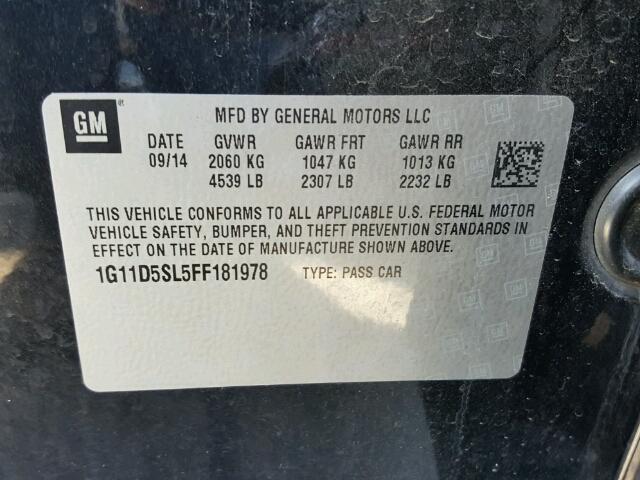 GM
MFD BY GENERAL MOTORS LLC
DATE GVWR GAWR FRT GAWR RR
09/14 2060 KG 1047 KG 1013 KG
4539 LB 2307 LB 2232 LB
THIS VEHICLE CONFORMS TO ALL APPLICABLE U.S. FEDERAL MOTOR
VEHICLE SAFETY, BUMPER, AND THEFT PREVENTION STANDARDS IN
EFFECT ON THE DATE OF MANUFACTURE SHOWN ABOVE.
1G11D5SL5FF181978 TYPE: PASS CAR